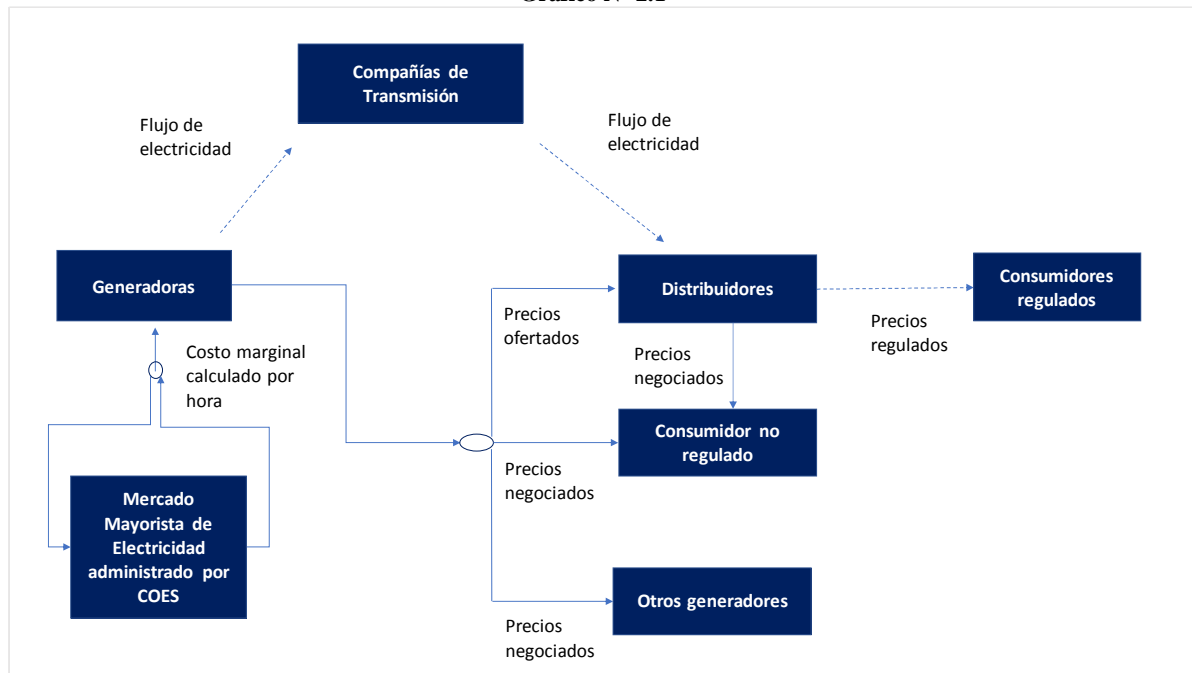 Compañías de
Transmisión
Flujo de
electricidad
Flujo de
electricidad
Generadoras
Distribuidores
Consumidores
regulados
Precios
ofertados
Precios
regulados
Costo marginal
calculado por
hora
Precios
negociados
Consumidor no
regulado
Precios
negociados
Mercado
Mayorista de
Electricidad
administrado por
COES
Otros generadores
Precios
negociados